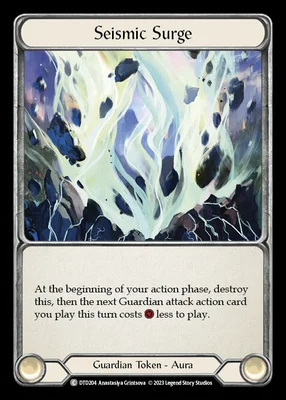 Seismic Surge
At the beginning of your action phase, destroy
this, then the next Guardian attack action card
you play this turn costs less to play.
Guardian Token - Aura
C DTD204 Anastasiya Grintsova © 2023 Legend Story Studios